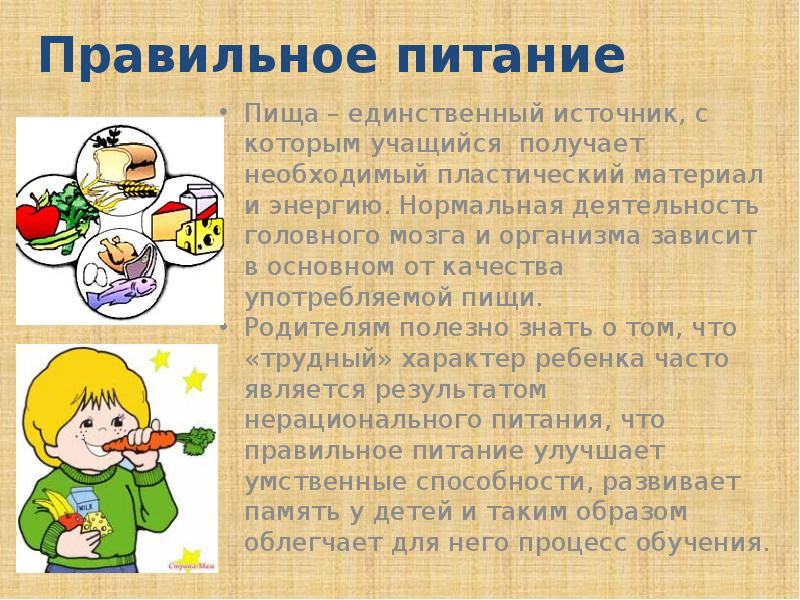 Правильное питание
• Пища – единственный источник, с
которым учащийся получает
необходимый пластический материал
и энергию. Нормальная деятельность
головного мозга и организма зависит
в основном от качества
употребляемой пищи.
• Родителям полезно знать о том, что
«трудный» характер ребенка часто
является результатом
нерационального питания, что
правильное питание улучшает
умственные способности, развивает
память у детей и таким образом
облегчает для него процесс обучения.
MILK
Страна Мам